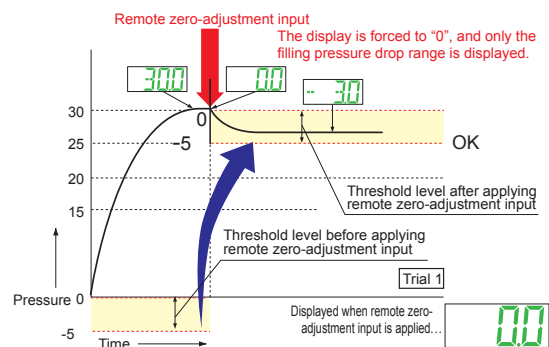 Remote zero-adjustment input
The display is forced to “0”, and only the
filling pressure drop range is displayed.
30.0
0.0
- 3.0
30
0
-5
25
OK
20
15
Threshold level after applying
remote zero-adjustment input
Threshold level before applying
remote zero-adjustment input
Trial 1
Pressure 0
-5
Time
Displayed when remote zero-
adjustment input is applied…
0.0